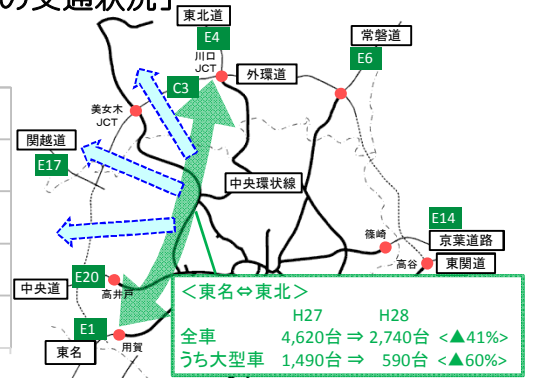 の交通状況」
東北道
E4
川口
JCT
外環道
常磐道
E6
C3
美女木
JCT
関越道
E17
中央環状線
E14
篠崎
京葉道路
高谷
東関道
E20
中央道
高井戸
E1
東名
用賀
＜東名⇔東北＞
H27 H28
全車 4,620台 ⇒ 2,740台 <▲41%>
うち大型車 1,490台 ⇒ 590台 <▲60%>